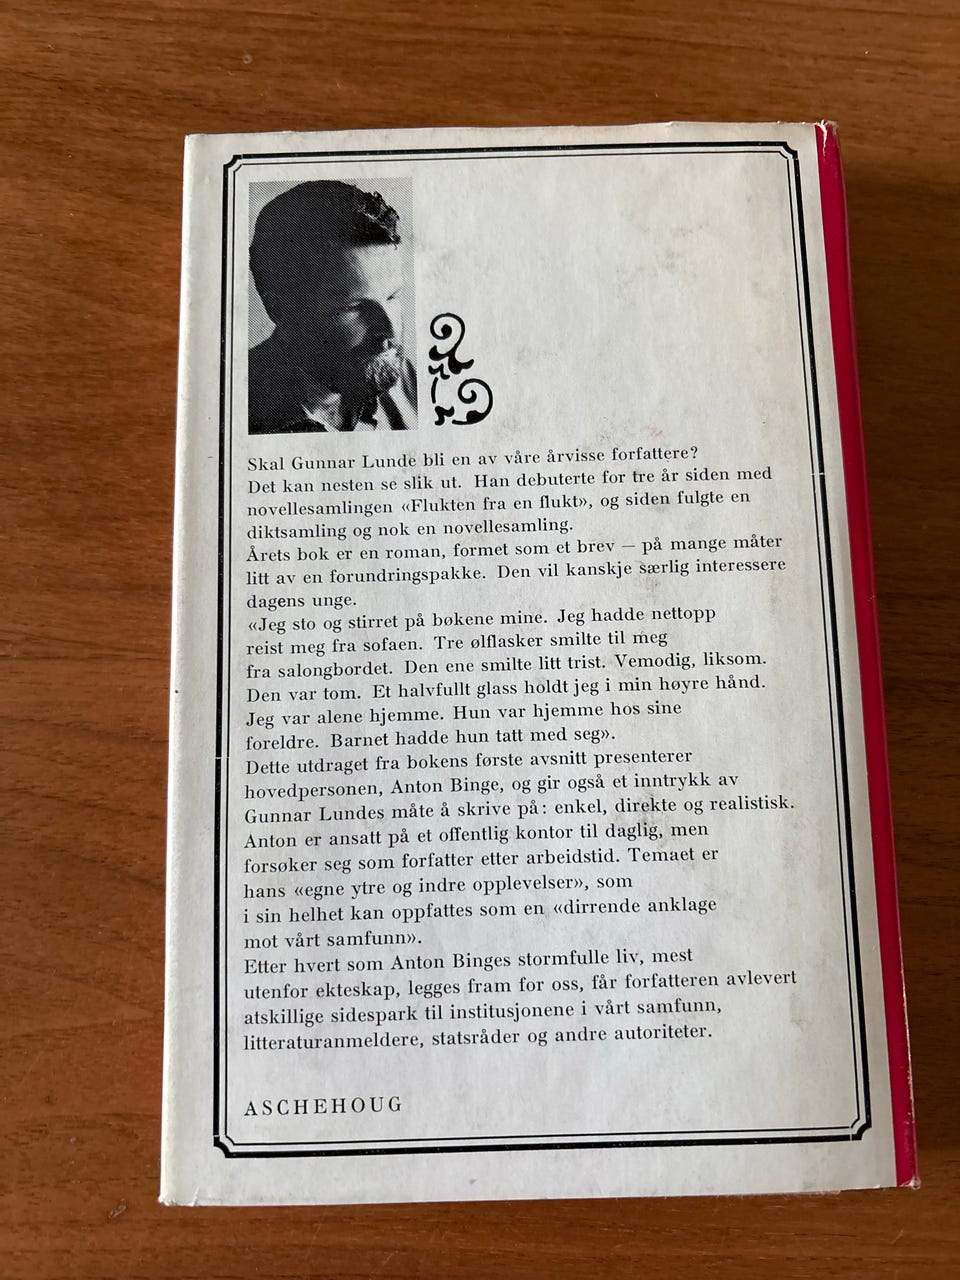 Skal Gunnar Lunde bli en av våre årvisse forfattere?
Det kan nesten se slik ut. Han debuterte for tre år siden med
novellesamlingen «Flukten fra en flukt», og siden fulgte en
diktsamling og nok en novellesamling.
Årets bok er en roman, formet som et brev — på mange måter
litt av en forundringspakke. Den vil kanskje særlig interessere
dagens unge.
«Jeg sto og stirret på bøkene mine. Jeg hadde nettopp
reist meg fra sofaen. Tre ølflasker smilte til meg
fra salongbordet. Den ene smilte litt trist. Vemodig, liksom.
Den var tom. Et halvfullt glass holdt jeg i min høyre hånd.
Jeg var alene hjemme. Hun var hjemme hos sine
foreldre. Barnet hadde hun tatt med seg».
Dette utdraget fra bokens første avsnitt presenterer
hovedpersonen, Anton Binge, og gir også et inntrykk av
Gunnar Lundes måte å skrive på: enkel, direkte og realistisk.
Anton er ansatt på et offentlig kontor til daglig, men
forsøker seg som forfatter etter arbeidstid. Temaet er
hans «egne ytre og indre opplevelser», som
i sin helhet kan oppfattes som en «dirrende anklage
mot vårt samfunn».
Etter hvert som Anton Binges stormfulle liv, mest
utenfor ekteskap, legges fram for oss, får forfatteren avlevert
atskillige sidespark til institusjonene i vårt samfunn,
litteraturanmeldere, statsråder og andre autoriteter.
ASCHEHOUG